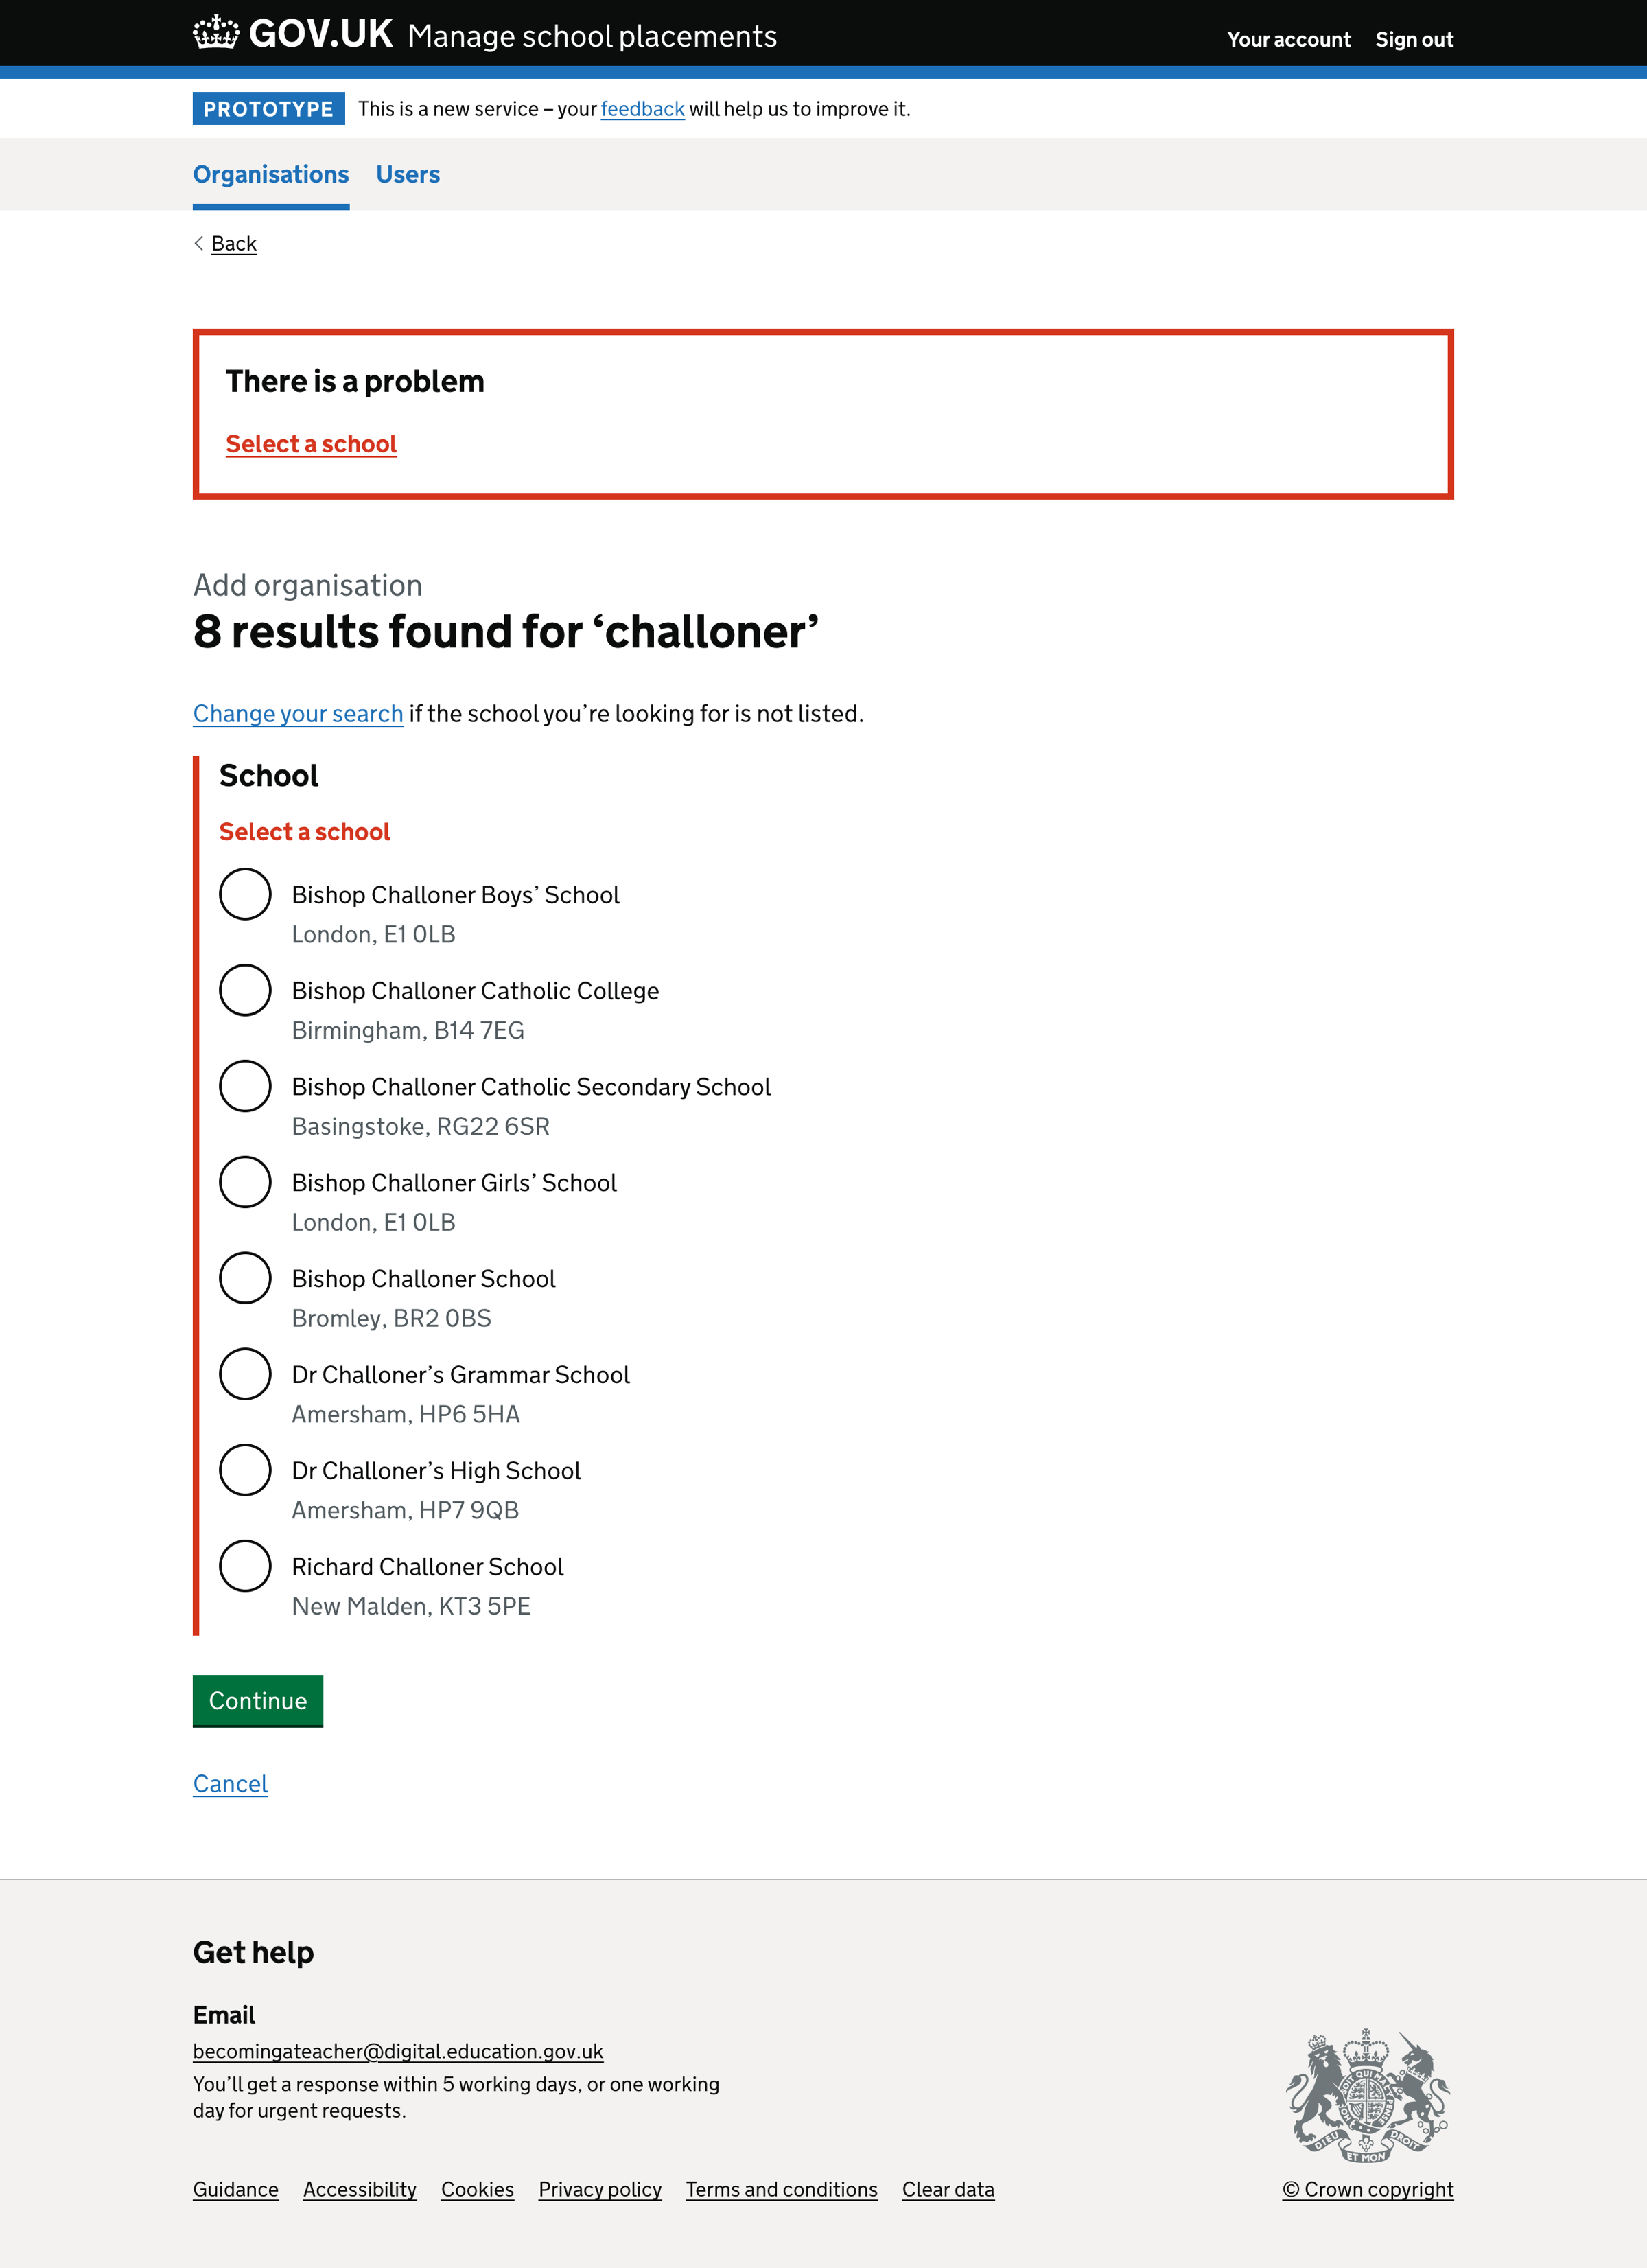 GOV.UK Manage school placements
Your account Sign out
PROTOTYPE This is a new service – your feedback will help us to improve it.
Organisations Users
Back
There is a problem
Select a school
Add organisation
8 results found for ‘challoner’
Change your search if the school you’re looking for is not listed.
School
Select a school
Bishop Challoner Boys’ School
London, E1 0LB
Bishop Challoner Catholic College
Birmingham, B14 7EG
Bishop Challoner Catholic Secondary School
Basingstoke, RG22 6SR
Bishop Challoner Girls’ School
London, E1 0LB
Bishop Challoner School
Bromley, BR2 0BS
Dr Challoner’s Grammar School
Amersham, HP6 5HA
Dr Challoner’s High School
Amersham, HP7 9QB
Richard Challoner School
New Malden, KT3 5PE
Continue
Cancel
Get help
Email
becomingateacher@digital.education.gov.uk
You’ll get a response within 5 working days, or one working
day for urgent requests.
DIEU ET MON DROIT
Guidance Accessibility Cookies Privacy policy Terms and conditions Clear data
© Crown copyright